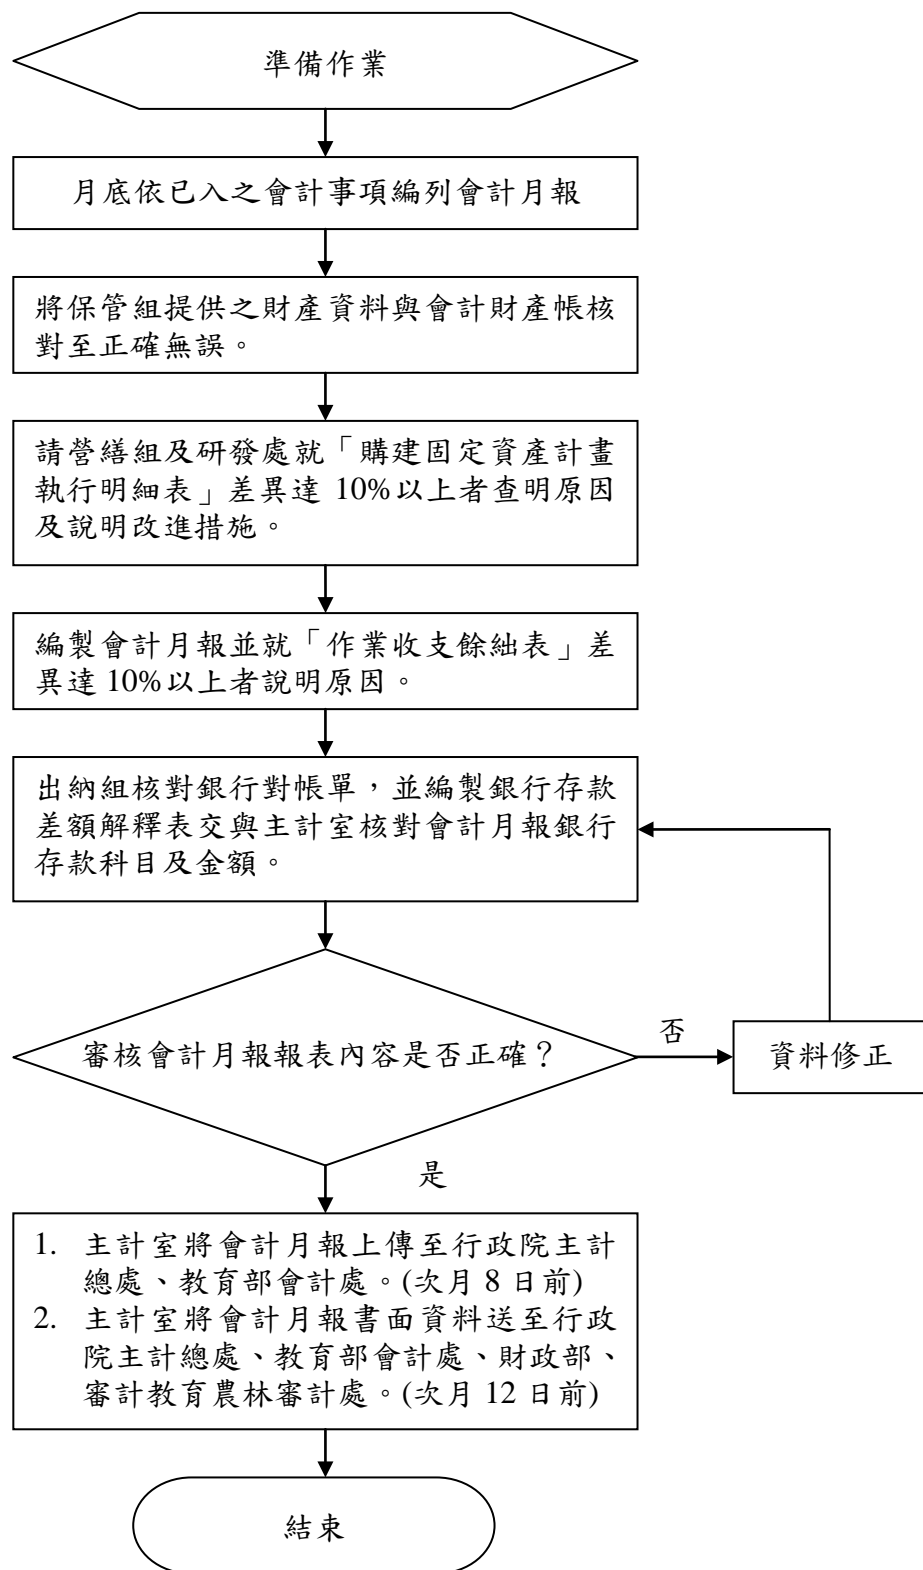 準備作業
月底依已入之會計事項編列會計月報
將保管組提供之財產資料與會計財產帳核
對至正確無誤。
請營繕組及研發處就「購建固定資產計畫
執行明細表」差異達 10%以上者查明原因
及說明改進措施。
編製會計月報並就「作業收支餘絀表」差
異達 10%以上者說明原因。
出納組核對銀行對帳單，並編製銀行存款
差額解釋表交與主計室核對會計月報銀行
存款科目及金額。
審核會計月報報表內容是否正確？
否
資料修正
是
1. 主計室將會計月報上傳至行政院主計
總處、教育部會計處。(次月 8 日前)
2. 主計室將會計月報書面資料送至行政
院主計總處、教育部會計處、財政部、
審計教育農林審計處。(次月 12 日前)
結束